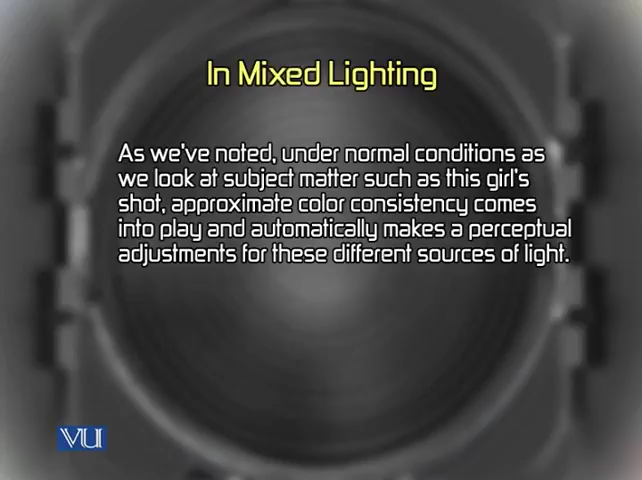 In Mixed Lighting
As we've noted, under normal conditions as
we look at subject matter such as this girl's
shot, approximate color consistency comes
into play and automatically makes a perceptual
adjustments for these different sources of light.
VU